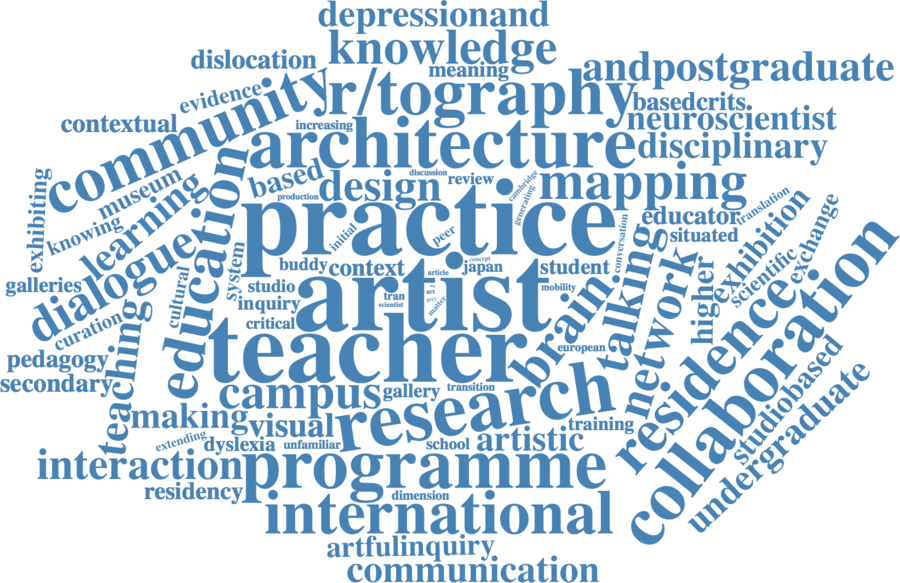 depressionand
knowledge
dislocation
meaning
andpostgraduate
evidence
community
r/tography
basedcrits
neuroscientist
contextual
increasing
architecture
disciplinary
exhibiting
museum
based
discussion
design
review
cambridge
generating
mapping
production
knowing
learning
education
practice
initial
peer
conversation
educator
translation
situated
exhibition
exchange
scientific
higher
galleries
dialogue
cultural
system
buddy
context
article
concept
japan
student
talking
network
studio
inquiry
tran
scientist
art
grey
matter
mobility
artist
brain
curation
critical
teacher
european
residence
collaboration
pedagogy
secondary
teaching
campus
gallery
transition
research
studiobased
undergraduate
making
visual
training
extending
dyslexia
unfamiliar
school
artistic
interaction
programme
residency
dimension
international
artfulinquiry
communication